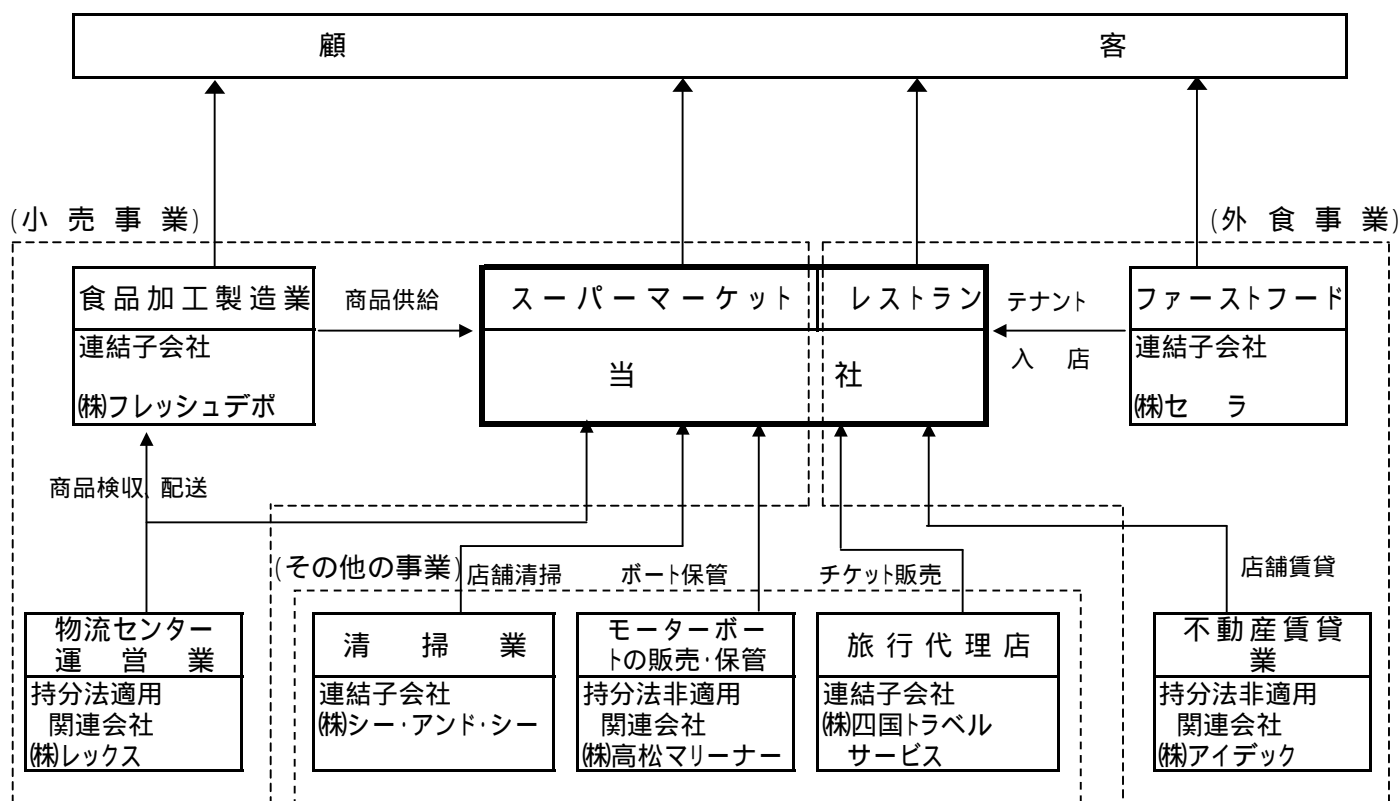 顧 客
(小 売 事 業)
(外 食 事 業)
食品加工製造業
連結子会社
㈱フレッシュデポ
商品供給
スーパーマーケット
レストラン
当 社
テナント
入 店
ファーストフード
連結子会社
㈱セ ラ
商品検収、配送
(その他の事業)
店舗清掃
ボート保管
チケット販売
店舗賃貸
物流センター
運 営 業
持分法適用
関連会社
㈱レックス
清 掃 業
連結子会社
㈱シー・アンド・シー
モーターボー
トの販売・保管
持分法非適用
関連会社
㈱高松マリーナー
旅行代理店
連結子会社
㈱四国トラベル
サービス
不動産賃貸
業
持分法非適用
関連会社
㈱アイデック